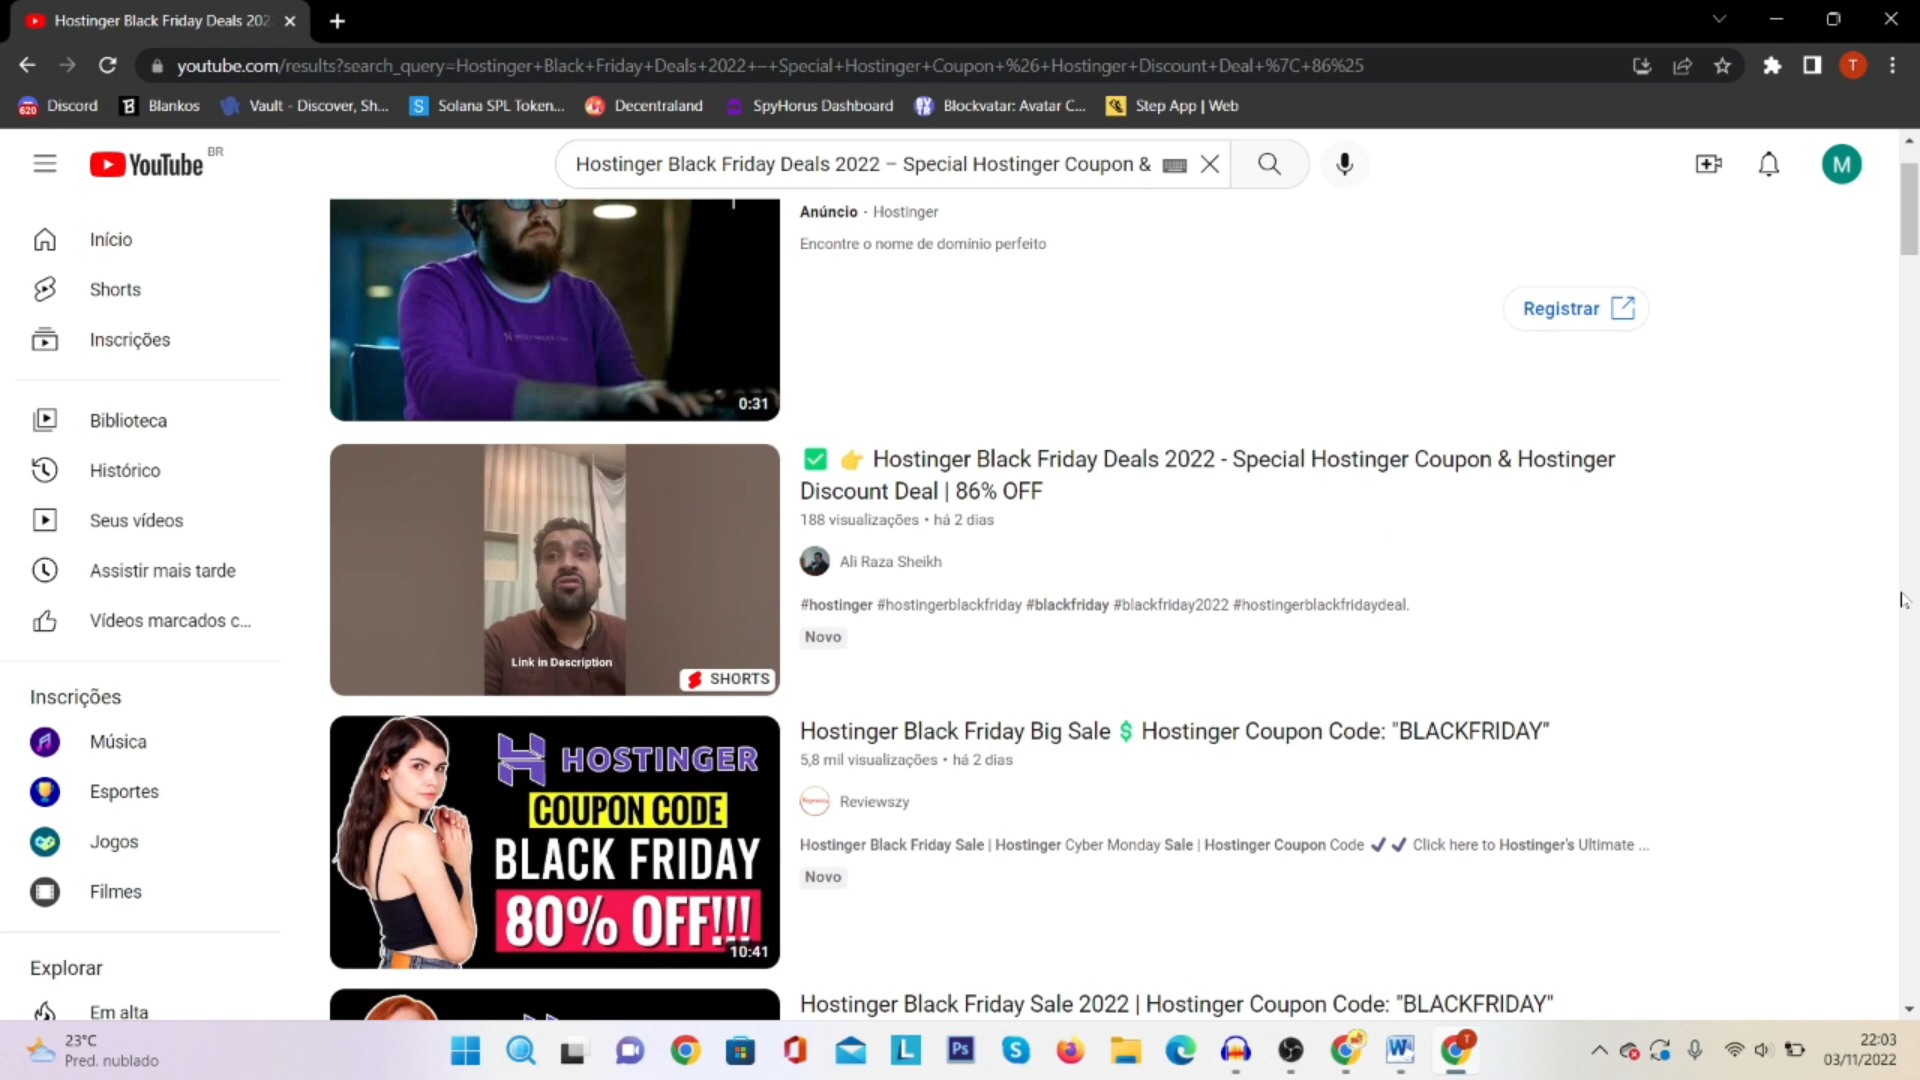 Hostinger Black Friday Deals 202
youtube.com/results?search_query=Hostinger+Black+Friday+Deals+2022+–+Special+Hostinger+Coupon+%26+Hostinger+Discount+Deal+%7C+86%25
T
620 Discord
Blankos
Vault - Discover, Sh...
Solana SPL Token...
Decentraland
SpyHorus Dashboard
Blockvatar: Avatar C...
Step App | Web
YouTube BR
Hostinger Black Friday Deals 2022 – Special Hostinger Coupon &
M
Início
Shorts
Inscrições
Biblioteca
Histórico
Seus vídeos
Assistir mais tarde
Vídeos marcados c...
Inscrições
Música
Esportes
Jogos
Filmes
Explorar
Em alta
0:31
Anúncio · Hostinger
Encontre o nome de domínio perfeito
Registrar
Link in Description
SHORTS
Hostinger Black Friday Deals 2022 - Special Hostinger Coupon & Hostinger
Discount Deal | 86% OFF
188 visualizações • há 2 dias
Ali Raza Sheikh
#hostinger #hostingerblackfriday #blackfriday #blackfriday2022 #hostingerblackfridaydeal.
Novo
HOSTINGER
COUPON CODE
BLACK FRIDAY
80% OFF!!!
10:41
Hostinger Black Friday Big Sale 💲 Hostinger Coupon Code: "BLACKFRIDAY"
5,8 mil visualizações • há 2 dias
Reviewszy
Hostinger Black Friday Sale | Hostinger Cyber Monday Sale | Hostinger Coupon Code ✔ ✔ Click here to Hostinger's Ultimate ...
Novo
Hostinger Black Friday Sale 2022 | Hostinger Coupon Code: "BLACKFRIDAY"
23°C
Pred. nublado
L
Ps
S
W
T
22:03
03/11/2022